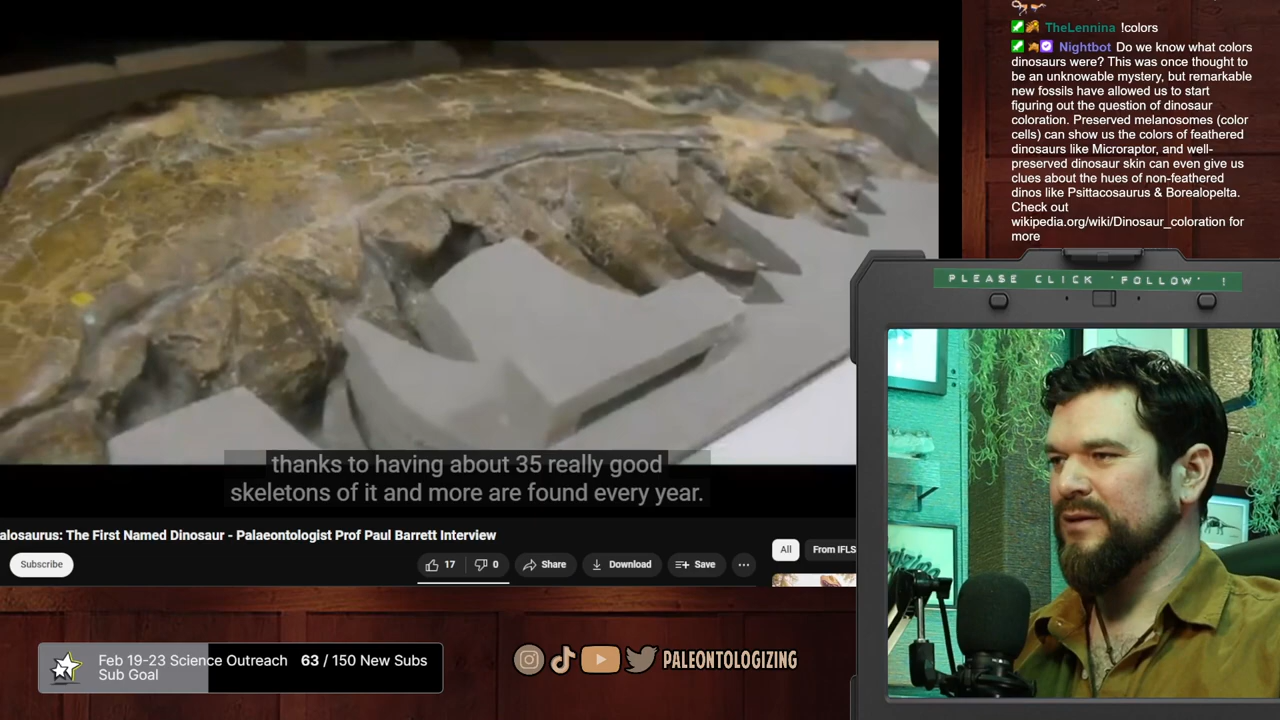 TheLennina !colors
Nightbot Do we know what colors
dinosaurs were? This was once thought to
be an unknowable mystery, but remarkable
new fossils have allowed us to start
figuring out the question of dinosaur
coloration. Preserved melanosomes (color
cells) can show us the colors of feathered
dinosaurs like Microraptor, and well-
preserved dinosaur skin can even give us
clues about the hues of non-feathered
dinos like Psittacosaurus & Borealopelta.
Check out
wikipedia.org/wiki/Dinosaur_coloration for
more
PLEASE CLICK 'FOLLOW' !
thanks to having about 35 really good
skeletons of it and more are found every year.
alosaurus: The First Named Dinosaur - Palaeontologist Prof Paul Barrett Interview
Subscribe
17
0
Share
Download
Save
All
From IFLS
Feb 19-23 Science Outreach
Sub Goal
63 / 150 New Subs
PALEONTOLOGIZING